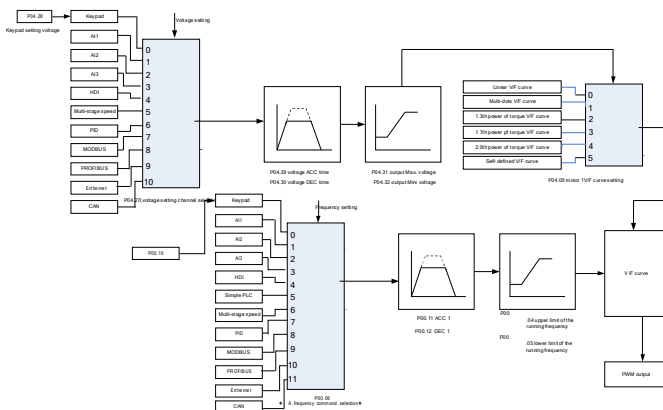 P04.28
Keypad
Voltage setting
Keypad setting voltage
AI1
AI2
AI3
HDI
Multi-stage speed
PID
MODBUS
PROFIBUS
Erthernet
CAN
0
1
2
3
4
5
6
7
8
9
10
P04.27(voltage setting channel sel
P04.29 voltage ACC time
P04.30 voltage DEC time
P04.31 output Max. voltage
P04.32 output Mini voltage
Linear V/F curve
Multi-dots V/F curve
1.3th power of torque V/F curve
1.7th power pf torque V/F curve
2.0th power of torque V/F curve
Self-defined V/F curve
0
1
2
3
4
5
P04.00 motor 1V/F curve setting
P00.10
Keypad
Frequency setting
AI1
AI2
AI3
HDI
Simple PLC
Multi-stage speed
PID
MODBUS
PROFIBUS
Erthernet
CAN
0
1
2
3
4
5
6
7
8
9
10
11
P00.06
A frequency command selection
P00.11 ACC 1
P00.12 DEC 1
P00
.04 upper limit of the
running frequency
P00
.05 lower limit of the
running frequency
V/F curve
PWM output